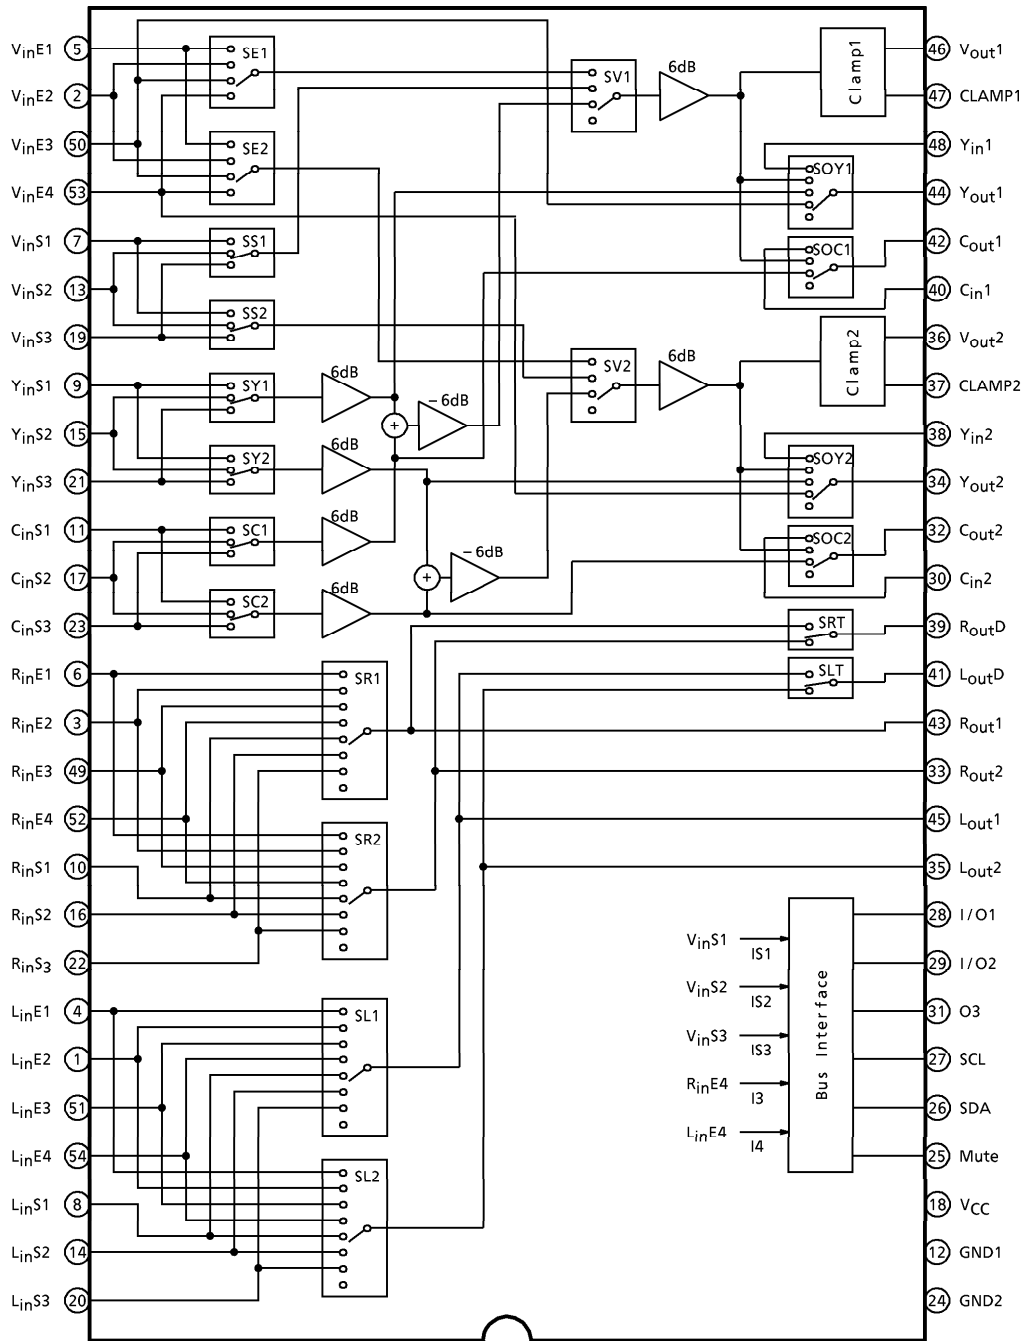 VinE1 5
VinE2 2
VinE3 50
VinE4 53
VinS1 7
VinS2 13
VinS3 19
YinS1 9
YinS2 15
YinS3 21
CinS1 11
CinS2 17
CinS3 23
RinE1 6
RinE2 3
RinE3 49
RinE4 52
RinS1 10
RinS2 16
RinS3 22
LinE1 4
LinE2 1
LinE3 51
LinE4 54
LinS1 8
LinS2 14
LinS3 20
SE1
SE2
SS1
SS2
SY1
SY2
SC1
SC2
6dB
6dB
6dB
6dB
+
-6dB
+
-6dB
SR1
SR2
SL1
SL2
SV1
6dB
SV2
6dB
Clamp1
SOY1
SOC1
Clamp2
SOY2
SOC2
SRT
SLT
VinS1 IS1
VinS2 IS2
VinS3 IS3
RinE4 I3
LinE4 I4
Bus Interface
46 Vout1
47 CLAMP1
48 Yin1
44 Yout1
42 Cout1
40 Cin1
36 Vout2
37 CLAMP2
38 Yin2
34 Yout2
32 Cout2
30 Cin2
39 RoutD
41 LoutD
43 Rout1
33 Rout2
45 Lout1
35 Lout2
28 I/O1
29 I/O2
31 O3
27 SCL
26 SDA
25 Mute
18 VCC
12 GND1
24 GND2